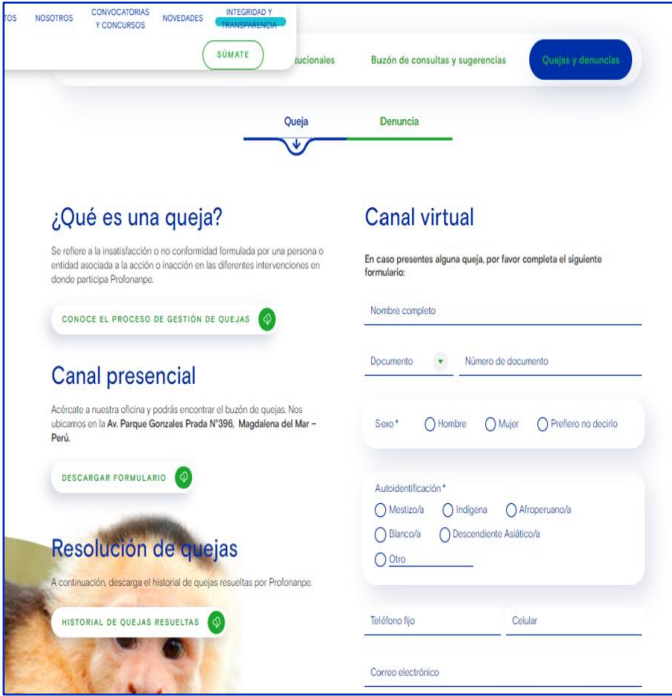 TOS
NOSOTROS
CONVOCATORIAS
Y CONCURSOS
NOVEDADES
INTEGRIDAD Y
TRANSPARENCIA
SÚMATE
tucionales
Buzón de consultas y sugerencias
Quejas y denuncias
Queja
Denuncia
¿Qué es una queja?
Se refiere a la insatisfacción o no conformidad formulada por una persona o
entidad asociada a la acción o inacción en las diferentes intervenciones en
donde participa Profonanpe.
CONOCE EL PROCESO DE GESTIÓN DE QUEJAS
Canal presencial
Acércate a nuestra oficina y podrás encontrar el buzón de quejas. Nos
ubicamos en la Av. Parque Gonzales Prada N°396, Magdalena del Mar –
Perú.
DESCARGAR FORMULARIO
Resolución de quejas
A continuación, descarga el historial de quejas resueltas por Profonanpe.
HISTORIAL DE QUEJAS RESUELTAS
Canal virtual
En caso presentes alguna queja, por favor completa el siguiente
formulario:
Nombre completo
Documento
Número de documento
Sexo * Hombre Mujer Prefiero no decirlo
Autoidentificación *
Mestizo/a Indígena Afroperuano/a
Blanco/a Descendiente Asiático/a
Otro
Teléfono fijo
Celular
Correo electrónico